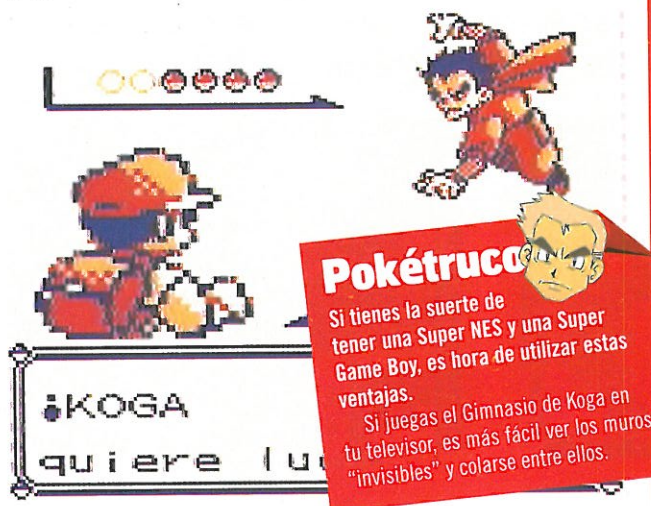 ¡KOGA
quiere
Pokétruco
Si tienes la suerte de
tener una Super NES y una Super
Game Boy, es hora de utilizar estas
ventajas.
Si juegas el Gimnasio de Koga en
tu televisor, es más fácil ver los muros
“invisibles” y colarse entre ellos.